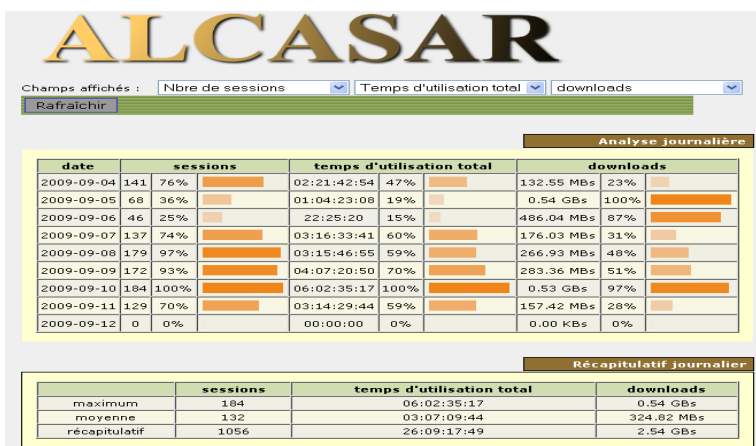 ALCASAR
Champs affichés : Nbre de sessions Temps d'utilisation total downloads
Rafraîchir
Analyse journalière
date sessions temps d'utilisation total downloads
2009-09-04 141 76% 02:21:42:54 47% 132.55 MBs 23%
2009-09-05 68 36% 01:04:23:08 19% 0.54 GBs 100%
2009-09-06 46 25% 22:25:20 15% 486.04 MBs 87%
2009-09-07 137 74% 03:16:33:41 60% 176.03 MBs 31%
2009-09-08 179 97% 03:15:46:55 59% 266.93 MBs 48%
2009-09-09 172 93% 04:07:20:50 70% 283.36 MBs 51%
2009-09-10 184 100% 06:02:35:17 100% 0.53 GBs 97%
2009-09-11 129 70% 03:14:29:44 59% 157.42 MBs 28%
2009-09-12 0 0% 00:00:00 0% 0.00 KBs 0%
Récapitulatif journalier
sessions temps d'utilisation total downloads
maximum 184 06:02:35:17 0.54 GBs
moyenne 132 03:07:09:44 324.82 MBs
récapitulatif 1056 26:09:17:49 2.54 GBs